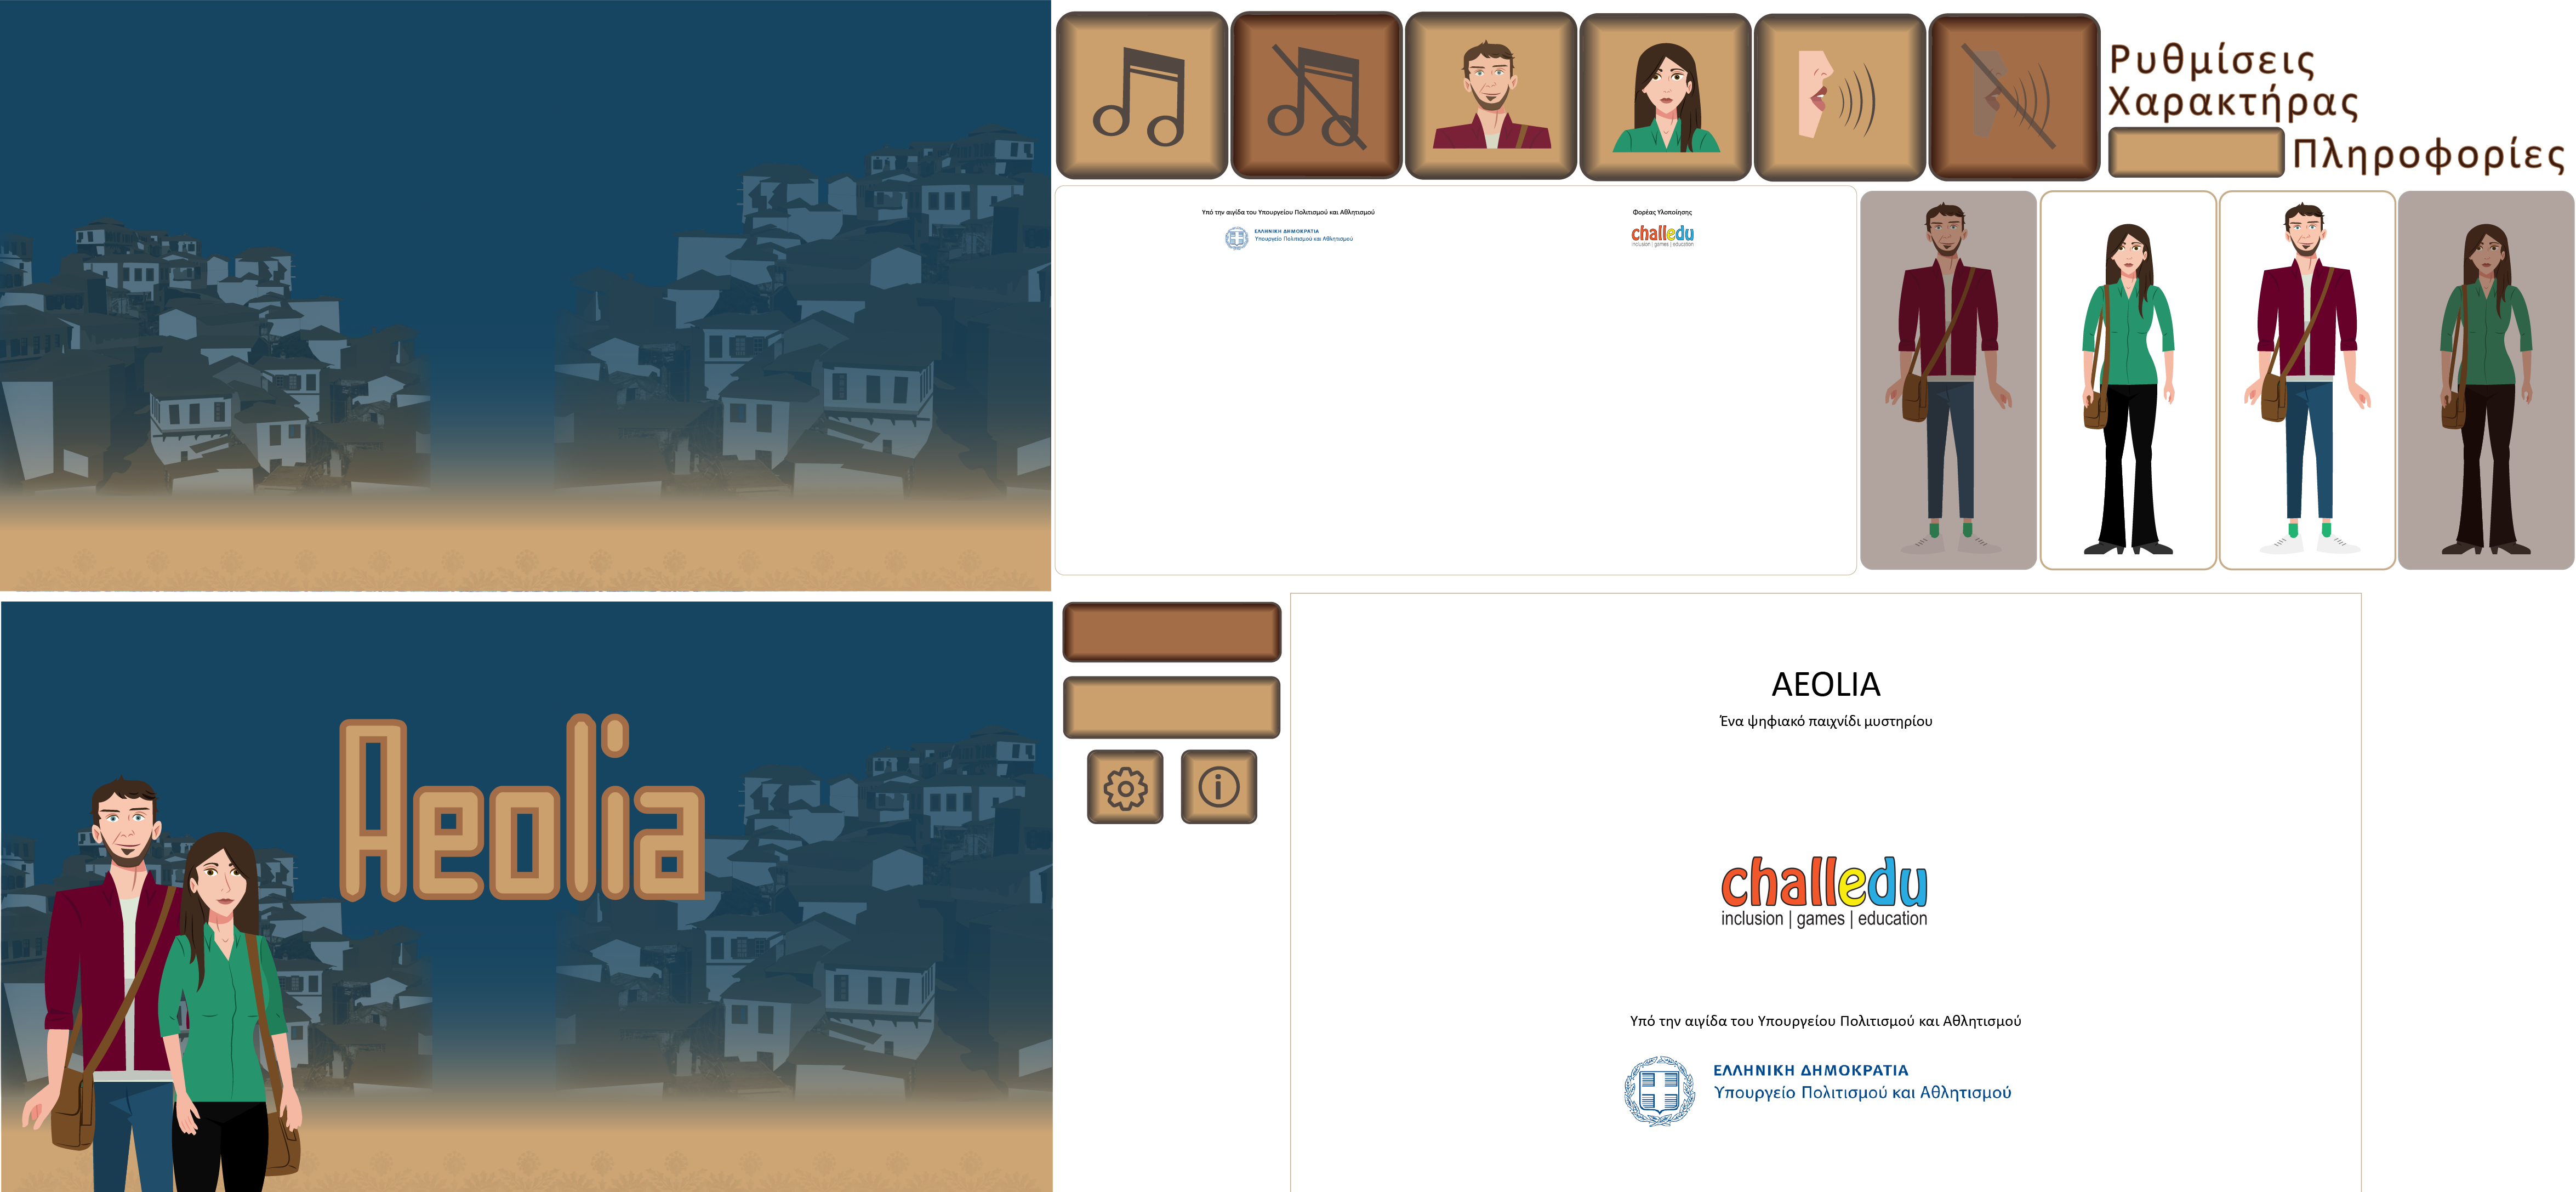 Ρυθμίσεις
Χαρακτήρας
Πληροφορίες
Υπό την αιγίδα του Υπουργείου Πολιτισμού και Αθλητισμού
ΕΛΛΗΝΙΚΗ ΔΗΜΟΚΡΑΤΙΑ
Υπουργείο Πολιτισμού και Αθλητισμού
Φορέας Υλοποίησης
challedu
inclusion | games | education
Aeolia
AEOLIA
Ένα ψηφιακό παιχνίδι μυστηρίου
challedu
inclusion | games | education
Υπό την αιγίδα του Υπουργείου Πολιτισμού και Αθλητισμού
ΕΛΛΗΝΙΚΗ ΔΗΜΟΚΡΑΤΙΑ
Υπουργείο Πολιτισμού και Αθλητισμού